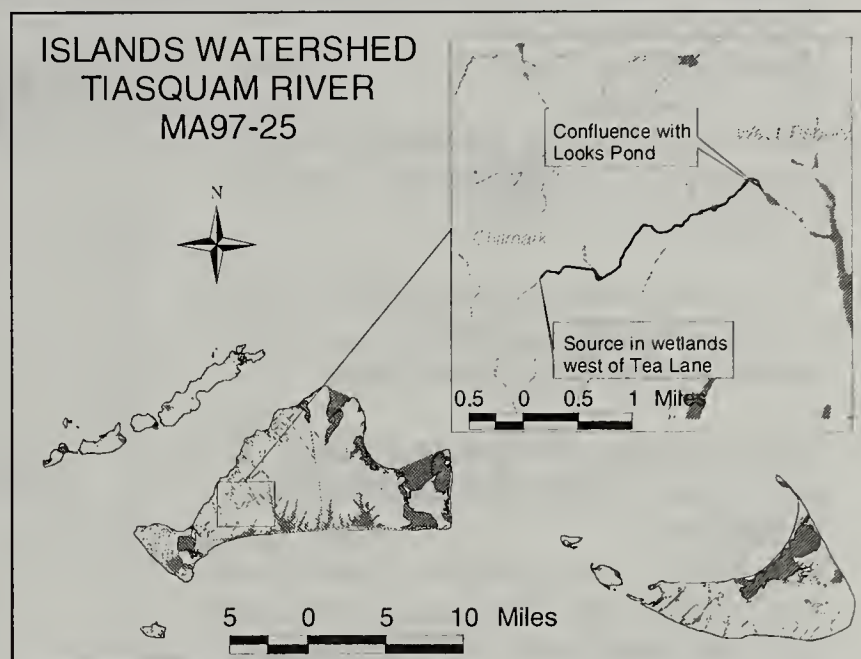 ISLANDS WATERSHED
TIASQUAM RIVER
MA97-25
N
Confluence with
Looks Pond
Source in wetlands
west of Tea Lane
0.5 0 0.5 1 Miles
5 0 5 10 Miles